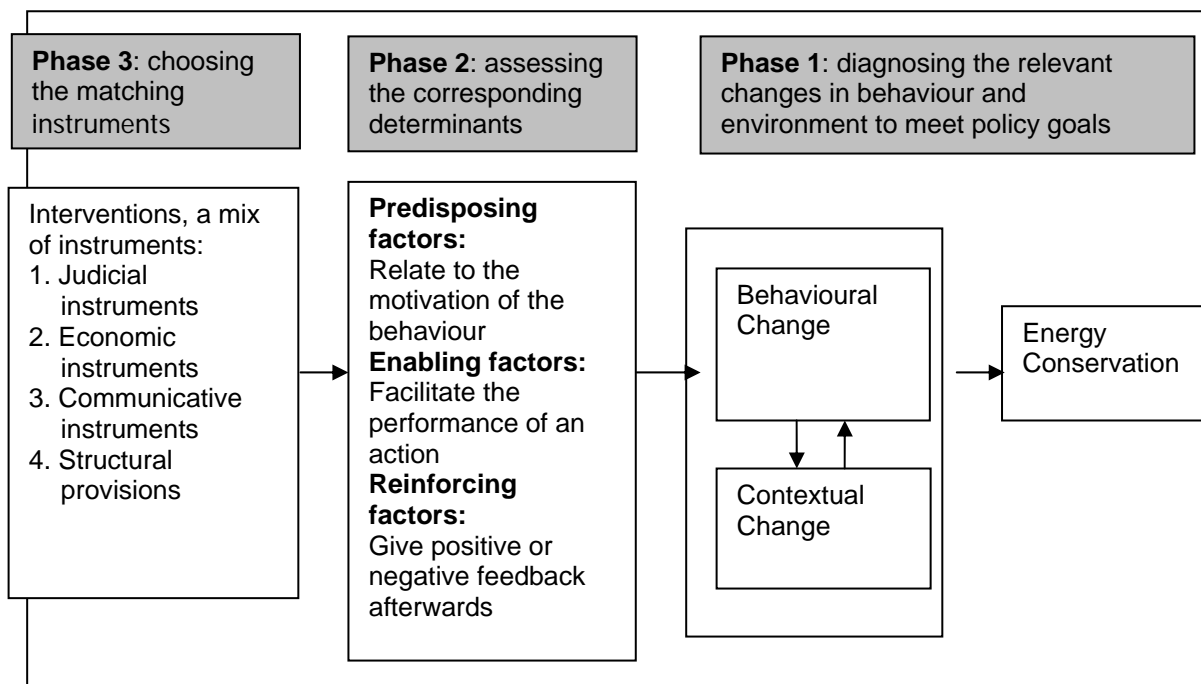 Phase 3: choosing
the matching
instruments
Phase 2: assessing
the corresponding
determinants
Phase 1: diagnosing the relevant
changes in behaviour and
environment to meet policy goals
Interventions, a mix
of instruments:
1. Judicial
instruments
2. Economic
instruments
3. Communicative
instruments
4. Structural
provisions
Predisposing
factors:
Relate to the
motivation of the
behaviour
Enabling factors:
Facilitate the
performance of an
action
Reinforcing
factors:
Give positive or
negative feedback
afterwards
Behavioural
Change
Contextual
Change
Energy
Conservation